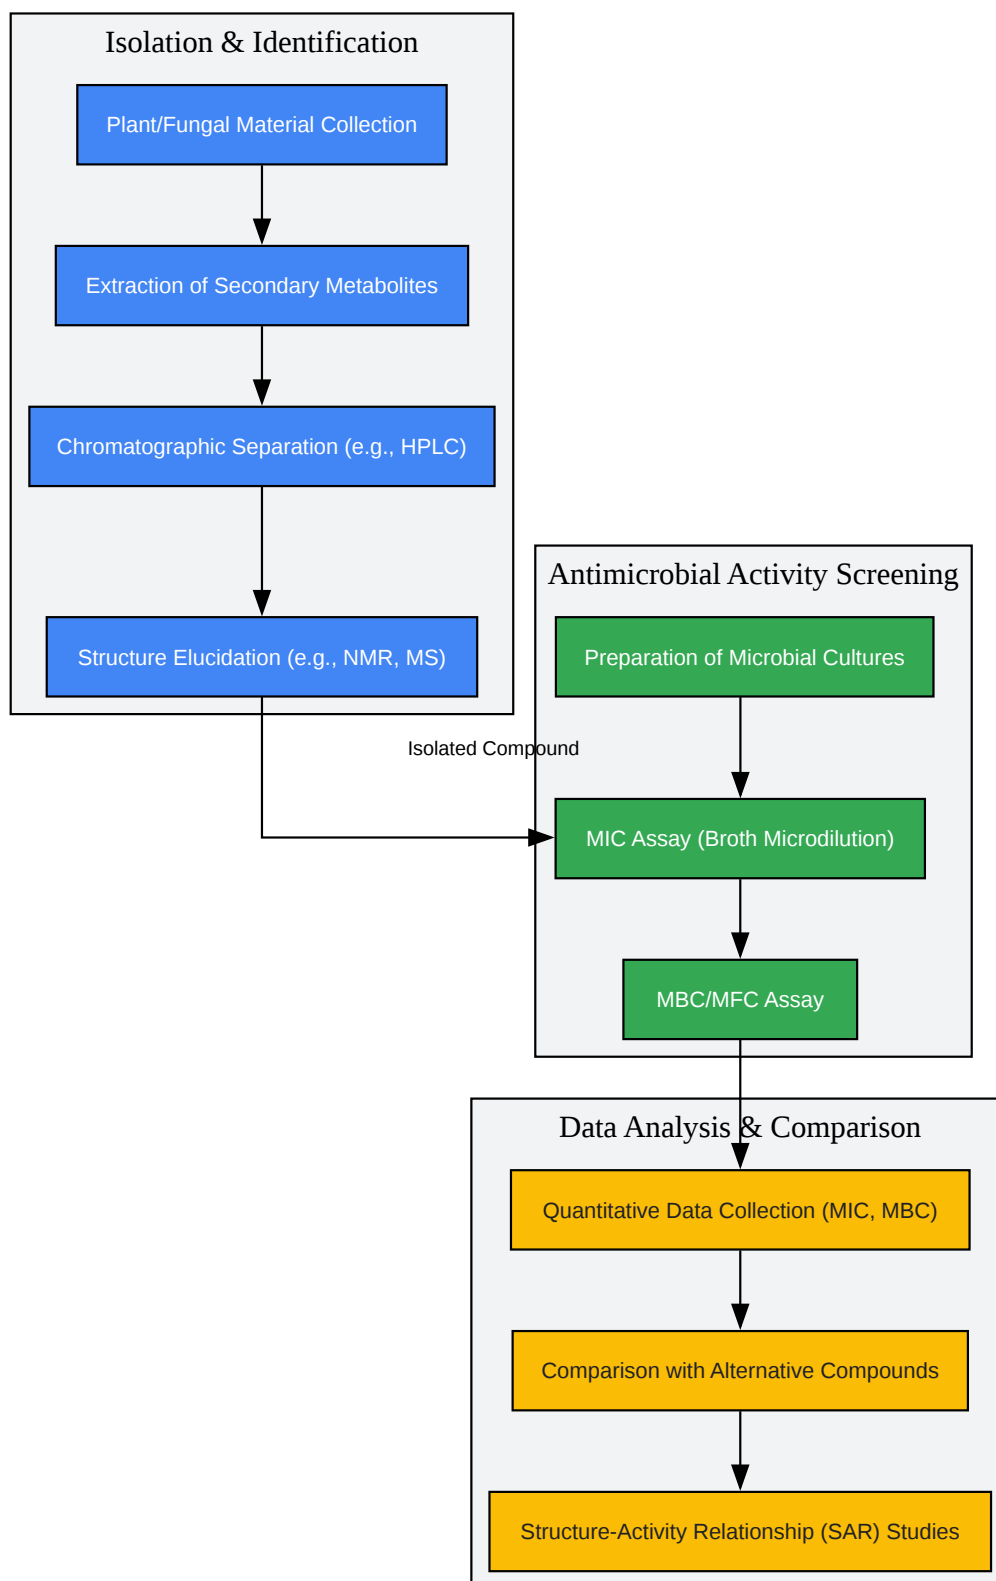 Isolation & Identification
Plant/Fungal Material Collection
Extraction of Secondary Metabolites
Chromatographic Separation (e.g., HPLC)
Structure Elucidation (e.g., NMR, MS)
Isolated Compound
Antimicrobial Activity Screening
Preparation of Microbial Cultures
MIC Assay (Broth Microdilution)
MBC/MFC Assay
Data Analysis & Comparison
Quantitative Data Collection (MIC, MBC)
Comparison with Alternative Compounds
Structure-Activity Relationship (SAR) Studies